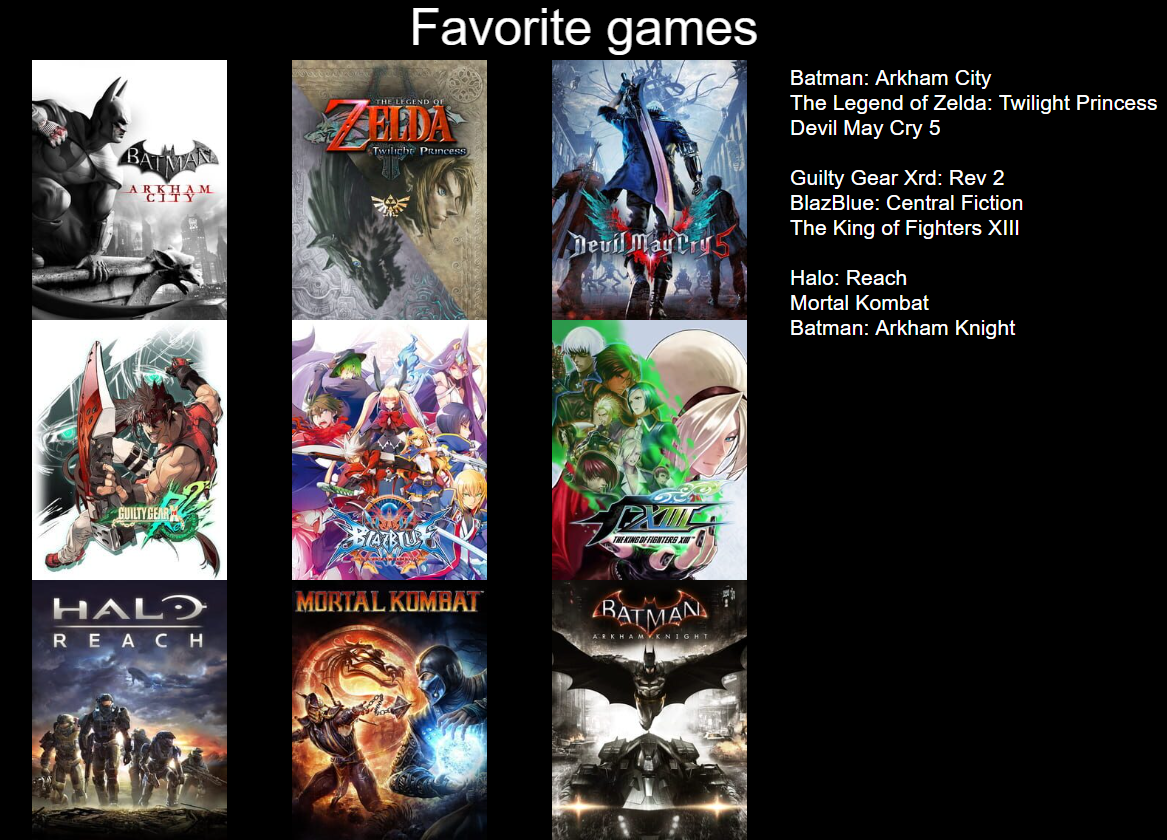 Favorite games
BATMAN
ARKHAM
CITY
THE LEGEND OF
ZELDA
Twilight Princess
Devil May Cry 5
Batman: Arkham City
The Legend of Zelda: Twilight Princess
Devil May Cry 5
Guilty Gear Xrd: Rev 2
BlazBlue: Central Fiction
The King of Fighters XIII
Halo: Reach
Mortal Kombat
Batman: Arkham Knight
GUILTY GEAR
BLAZBLUE
XIII
THE KING OF FIGHTERS XIII
HALO
REACH
MORTAL KOMBAT
BATMAN
ARKHAM KNIGHT